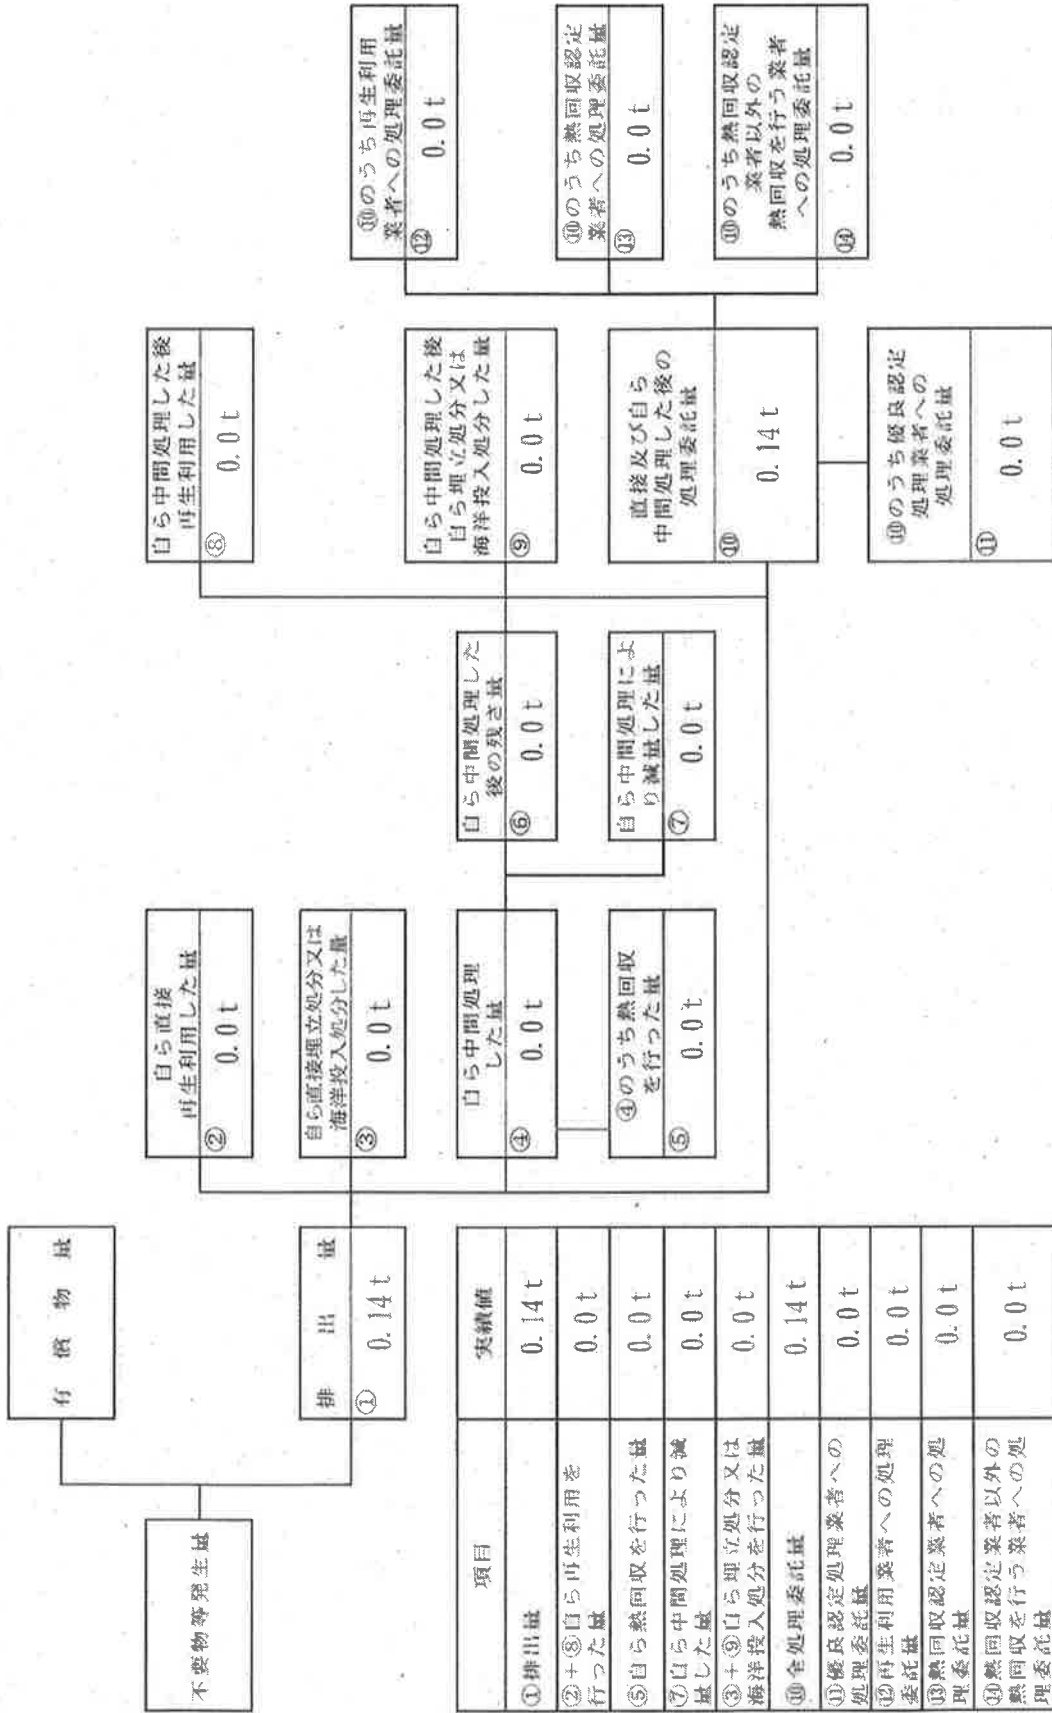 不要物等発生量
有 償 物 量
排 出 量
① 0.14 t
自ら直接
再生利用した量
② 0.0 t
自ら直接埋立処分又は
海洋投入処分した量
③ 0.0 t
自ら中間処理
した量
④ 0.0 t
④のうち熱回収
を行った量
⑤ 0.0 t
自ら中間処理した
後の残さ量
⑥ 0.0 t
自ら中間処理によ
り減量した量
⑦ 0.0 t
自ら中間処理した後
再生利用した量
⑧ 0.0 t
自ら中間処理した後
自ら埋立処分又は
海洋投入処分した量
⑨ 0.0 t
直接及び自ら
中間処理した後の
処理委託量
⑩ 0.14 t
⑩のうち優良認定
処理業者への
処理委託量
⑪ 0.0 t
⑩のうち再生利用
業者への処理委託量
⑫ 0.0 t
⑩のうち熱回収認定
業者への処理委託量
⑬ 0.0 t
⑩のうち熱回収認定
業者以外の
熱回収を行う業者
への処理委託量
⑭ 0.0 t
項目 実績値
①排出量 0.14 t
②+⑧自ら再生利用を
行った量 0.0 t
⑤自ら熱回収を行った量 0.0 t
⑦自ら中間処理により減
量した量 0.0 t
③+⑨自ら埋立処分又は
海洋投入処分を行った量 0.0 t
⑩全処理委託量 0.14 t
⑪優良認定処理業者への
処理委託量 0.0 t
⑫再生利用業者への処理
委託量 0.0 t
⑬熱回収認定業者への処
理委託量 0.0 t
⑭熱回収認定業者以外の
熱回収を行う業者への処
理委託量 0.0 t